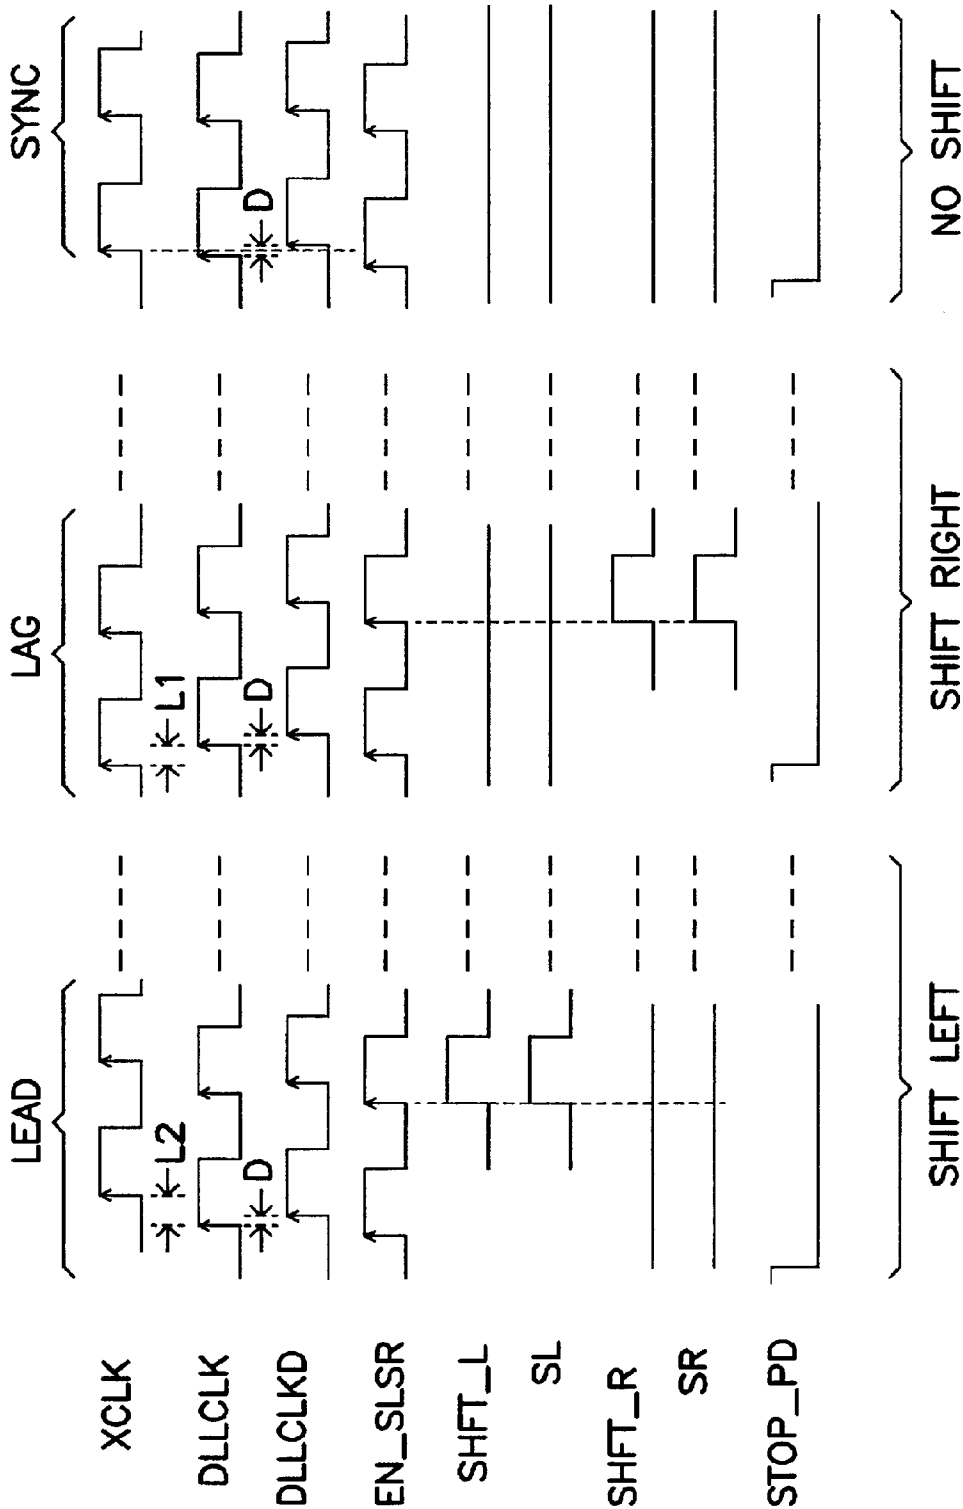 LEAD
LAG
SYNC
XCLK
L2
L1
DLLCLK
D
D
D
DLLCLKD
EN_SLSR
SHFT_L
SL
SHFT_R
SR
STOP_PD
SHIFT LEFT
SHIFT RIGHT
NO SHIFT